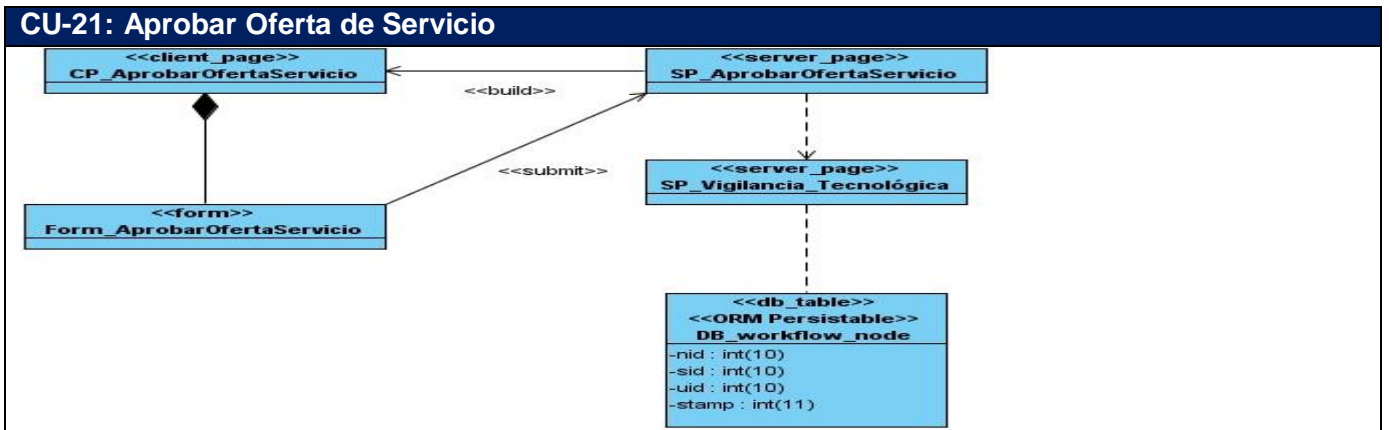 CU-21: Aprobar Oferta de Servicio
<<client_page>>
CP_AprobarOfertaServicio
<<server_page>>
SP_AprobarOfertaServicio
<<build>>
<<submit>>
<<server_page>>
SP_Vigilancia_Tecnológica
<<form>>
Form_AprobarOfertaServicio
<<db_table>>
<<ORM Persistable>>
DB_workflow_node
-nid : int(10)
-sid : int(10)
-uid : int(10)
-stamp : int(11)